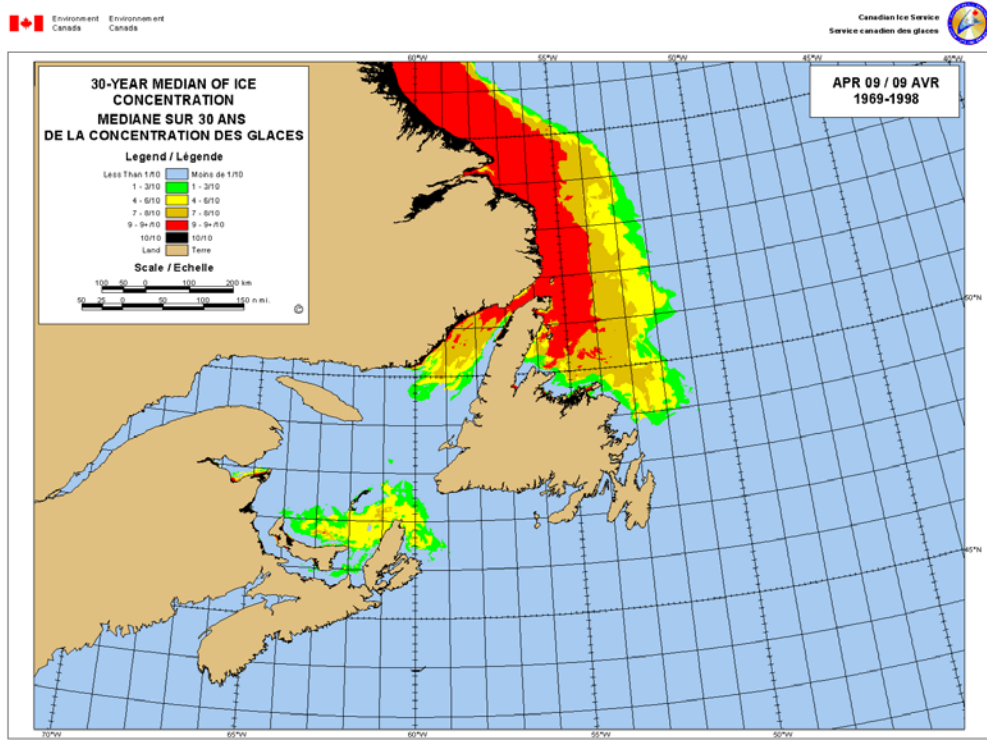 Environment Environnement
Canada Canada
Canadian Ice Service
Service canadien des glaces
60°W 55°W 50°W 45°W 40°W
30-YEAR MEDIAN OF ICE
CONCENTRATION
MEDIANE SUR 30 ANS
DE LA CONCENTRATION DES GLACES
Legend / Légende
Less Than 1/10 Moins de 1/10
1 - 3/10 1 - 3/10
4 - 6/10 4 - 6/10
7 - 8/10 7 - 8/10
9 - 9+/10 9 - 9+/10
10/10 10/10
Land Terre
Scale / Echelle
100 50 0 100 200 km
50 25 0 50 100 150 n mi.
©
APR 09 / 09 AVR
1969-1998
50°N
45°N
70°W 65°W 60°W 55°W 50°W